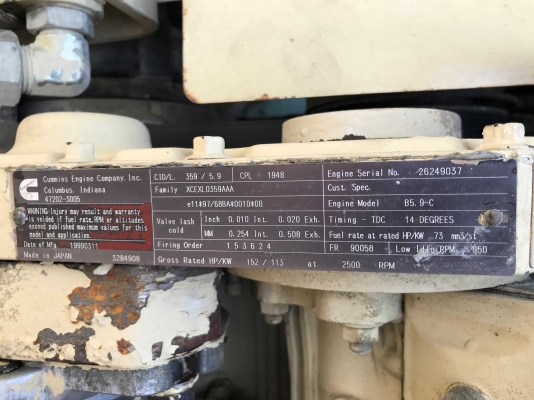 Cummins Engine Company, Inc.
Columbus, Indiana
47202-3005
WARNING: Injury may result and warranty
is voided if fuel rate, RPM or altitudes
exceed published maximum values for this
model and application.
Date of Mfg. 19990311
Made in JAPAN 3284908
CID/L. 359 / 5.9 CPL 1948
Family XCEXL0359AAA
e11#97/68BA#0010#00
Valve lash cold Inch 0.010 Int. 0.020 Exh.
MM 0.254 Int. 0.508 Exh.
Firing Order 1 5 3 6 2 4
Gross Rated HP/KW 152 / 113 at 2500 RPM
Engine Serial No. 26249037
Cust. Spec.
Engine Model B5.9-C
Timing - TDC 14 DEGREES
Fuel rate at rated HP/KW 73 mm3/st
FR 90058 Low Idle RPM